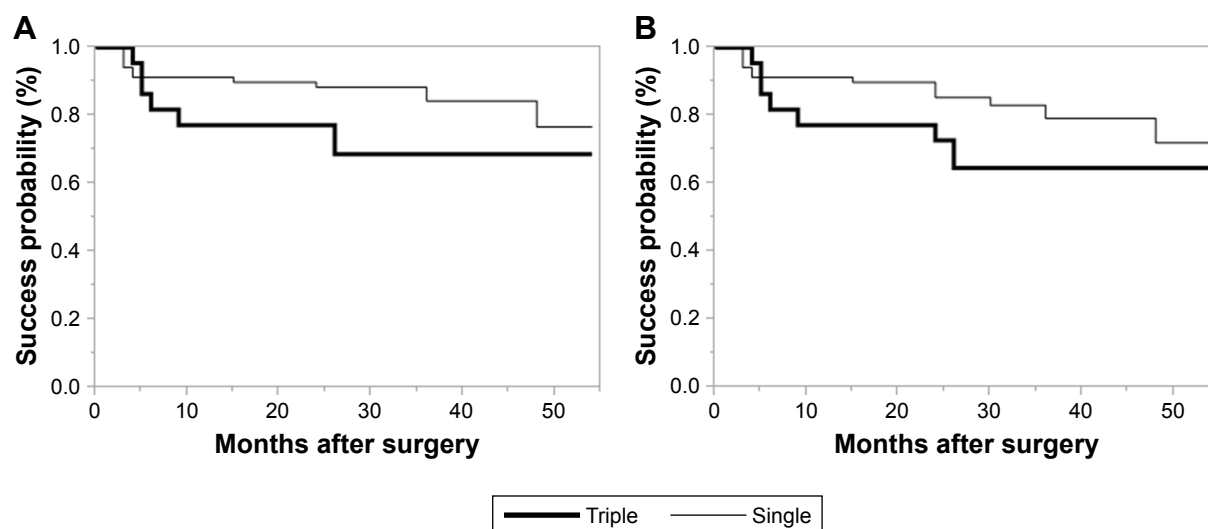 A
Success probability (%)
1.0
0.8
0.6
0.4
0.2
0.0
0 10 20 30 40 50
Months after surgery
B
Success probability (%)
1.0
0.8
0.6
0.4
0.2
0.0
0 10 20 30 40 50
Months after surgery
Triple Single